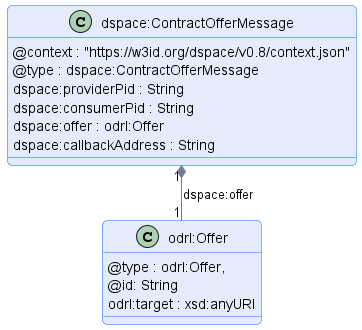 C dspace:ContractOfferMessage
@context : "https://w3id.org/dspace/v0.8/context.json"
@type : dspace:ContractOfferMessage
dspace:providerPid : String
dspace:consumerPid : String
dspace:offer : odrl:Offer
dspace:callbackAddress : String
1
dspace:offer
1
C odrl:Offer
@type : odrl:Offer,
@id: String
odrl:target : xsd:anyURI